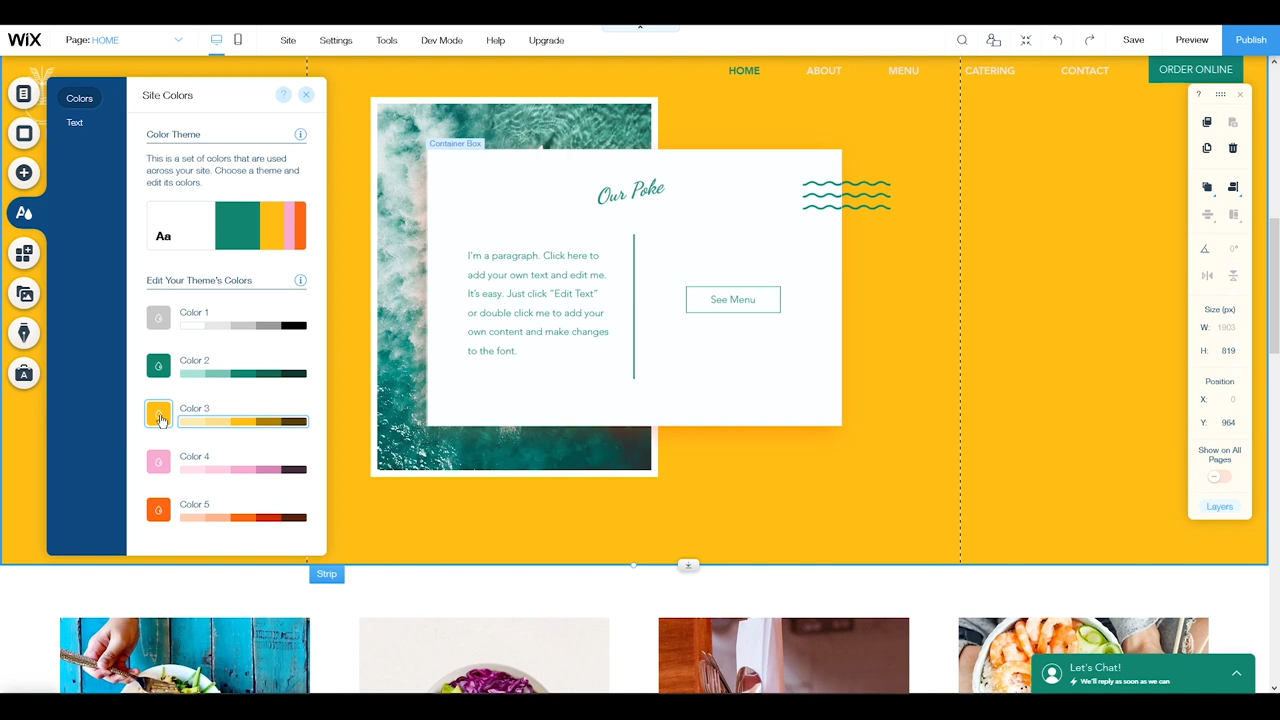 WiX
Page: HOME
Site
Settings
Tools
Dev Mode
Help
Upgrade
Save
Preview
Publish
HOME
ABOUT
MENU
CATERING
CONTACT
ORDER ONLINE
Colors
Text
Site Colors
?
Color Theme
This is a set of colors that are used
across your site. Choose a theme and
edit its colors.
Aa
Edit Your Theme's Colors
Color 1
Color 2
Color 3
Color 4
Color 5
Container Box
Our Poke
I'm a paragraph. Click here to
add your own text and edit me.
It's easy. Just click "Edit Text"
or double click me to add your
own content and make changes
to the font.
See Menu
Strip
?
0°
Size (px)
W: 1903
H: 819
Position
X: 0
Y: 964
Show on All
Pages
Layers
Let's Chat!
We'll reply as soon as we can